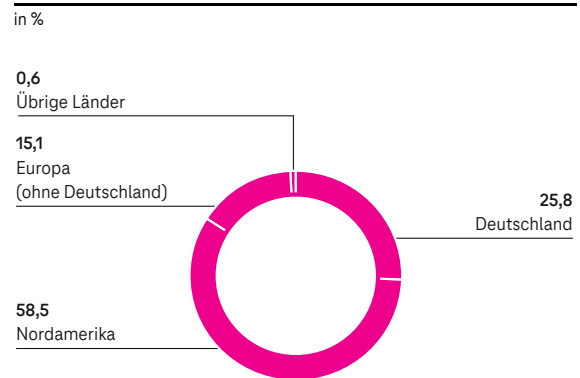 in %
0,6
Übrige Länder
15,1
Europa
(ohne Deutschland)
25,8
Deutschland
58,5
Nordamerika